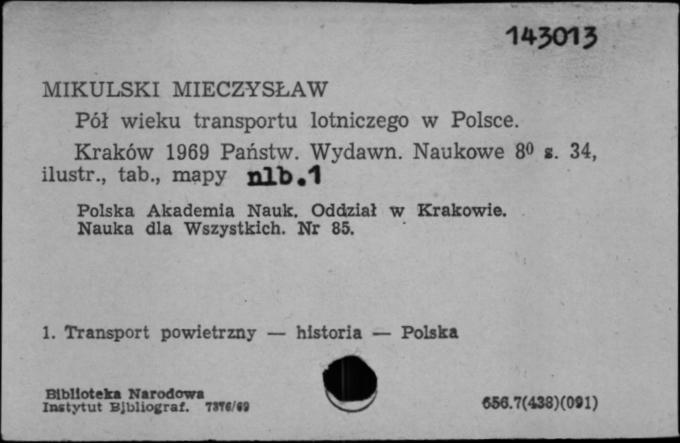 143013
MIKULSKI MIECZYSŁAW
Pół wieku transportu lotniczego w Polsce.
Kraków 1969 Państw. Wydawn. Naukowe 8⁰ s. 34,
ilustr., tab., mapy nlb.1
Polska Akademia Nauk. Oddział w Krakowie.
Nauka dla Wszystkich. Nr 85.
1. Transport powietrzny — historia — Polska
Biblioteka Narodowa
Instytut Bibliograf. 7376/69
656.7(438)(091)